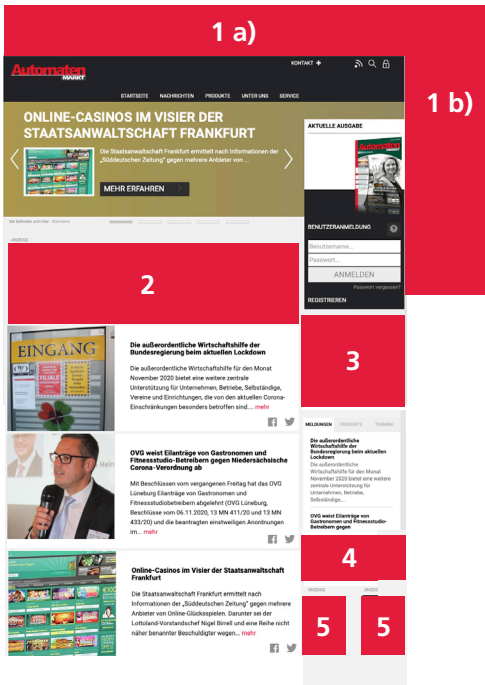 1 a)
1 b)
Automaten
MARKT
KONTAKT +
STARTSEITE NACHRICHTEN PRODUKTE UNTER UNS SERVICE
ONLINE-CASINOS IM VISIER DER
STAATSANWALTSCHAFT FRANKFURT
Die Staatsanwaltschaft Frankfurt ermittelt nach Informationen der
„Süddeutschen Zeitung" gegen mehrere Anbieter von ...
MEHR ERFAHREN
Sie befinden sich hier: Startseite
ANZEIGE
2
EINGANG
FILIALE
Die außerordentliche Wirtschaftshilfe der
Bundesregierung beim aktuellen Lockdown
Die außerordentliche Wirtschaftshilfe für den Monat
November 2020 bietet eine weitere zentrale
Unterstützung für Unternehmen, Betriebe, Selbständige,
Vereine und Einrichtungen, die von den aktuellen Corona-
Einschränkungen besonders betroffen sind.... mehr
OVG weist Eilanträge von Gastronomen und
Fitnessstudio-Betreibern gegen Niedersächsische
Corona-Verordnung ab
Mit Beschlüssen vom vergangenen Freitag hat das OVG
Lüneburg Eilanträge von Gastronomen und
Fitnessstudiobetreibern abgelehnt (OVG Lüneburg,
Beschlüsse vom 06.11.2020, 13 MN 411/20 und 13 MN
433/20) und die beantragten einstweiligen Anordnungen
im... mehr
Online-Casinos im Visier der Staatsanwaltschaft
Frankfurt
Die Staatsanwaltschaft Frankfurt ermittelt nach
Informationen der „Süddeutschen Zeitung" gegen mehrere
Anbieter von Online-Glücksspielen. Darunter sei der
Lottoland-Vorstandschef Nigel Birrell und eine Reihe nicht
näher benannter Beschuldigter wegen... mehr
AKTUELLE AUSGABE
Automaten
BENUTZERANMELDUNG ?
Benutzername...
Passwort...
ANMELDEN
Passwort vergessen?
REGISTRIEREN
3
MELDUNGEN PRODUKTE TERMINE
Die außerordentliche
Wirtschaftshilfe der
Bundesregierung beim aktuellen
Lockdown
Die außerordentliche
Wirtschaftshilfe für den Monat
November 2020 bietet eine weitere
zentrale Unterstützung für
Unternehmen, Betriebe,
Selbständige,
OVG weist Eilanträge von
Gastronomen und Fitnessstudio-
Betreibern gegen
4
ANZEIGE ANZEIGE
5 5